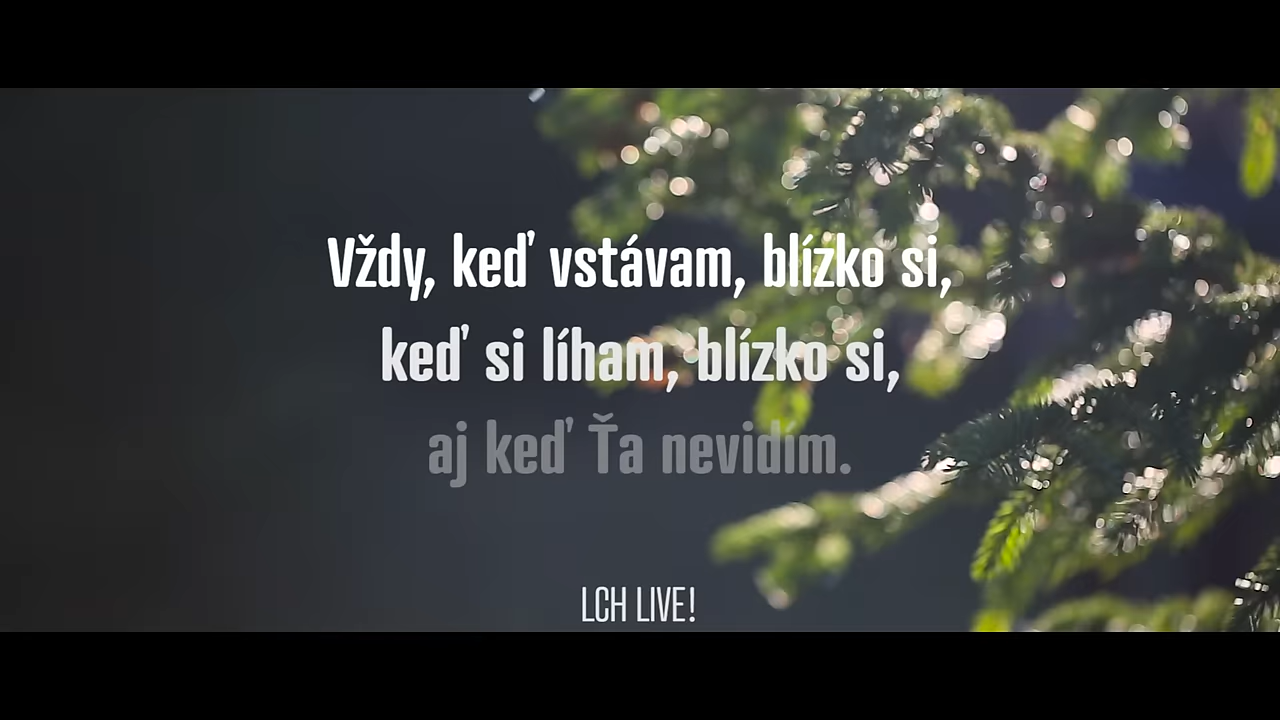 Vždy, keď vstávam, blízko si,
keď si líham, blízko si,
aj keď Ťa nevidím.
LCH LIVE!